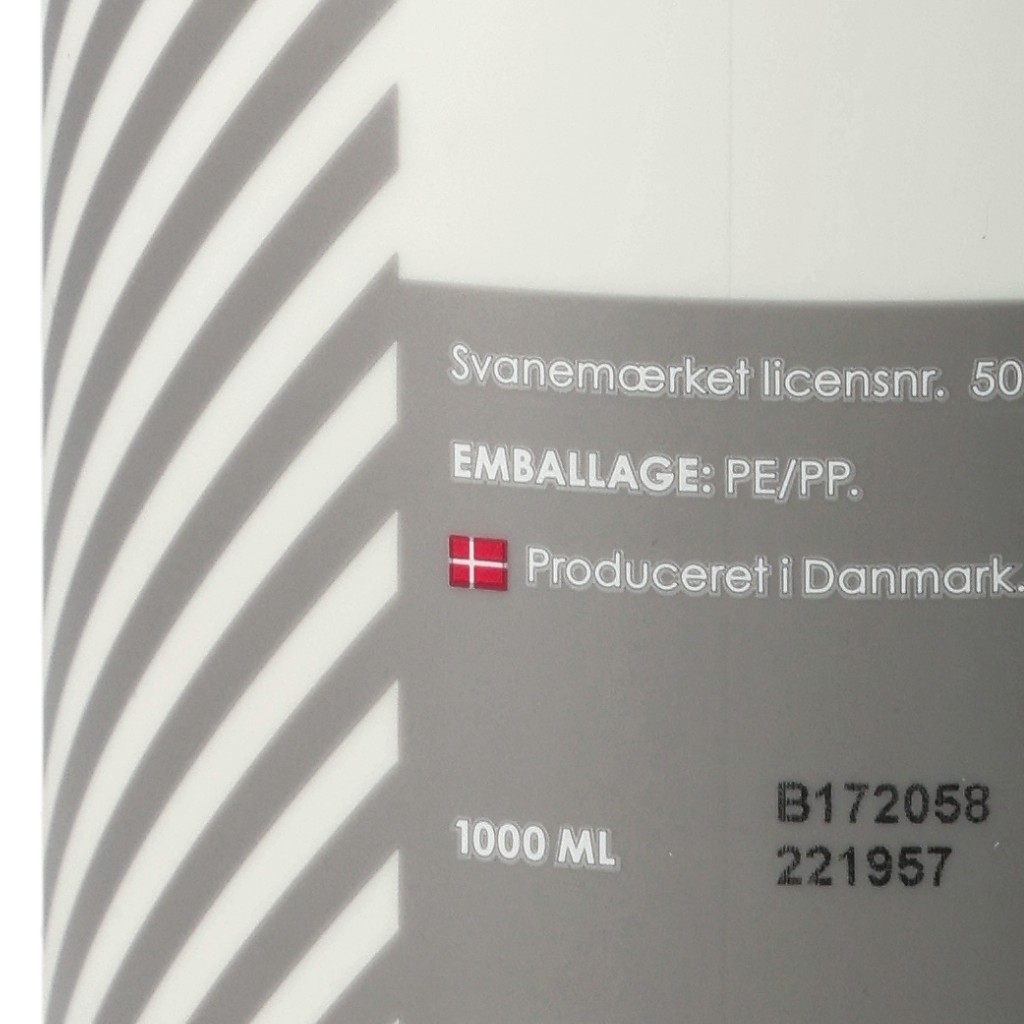 Svanemærket licensnr. 50
EMBALLAGE: PE/PP.
Produceret i Danmark.
1000 ML
B172058
221957